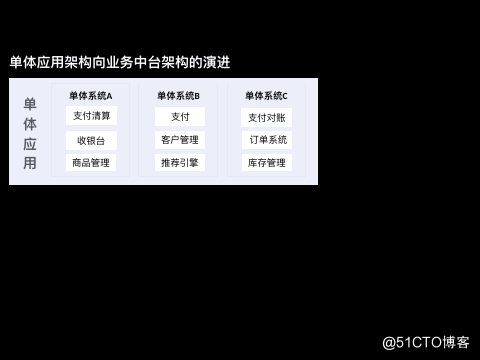 单体应用架构向业务中台架构的演进
单体应用
单体系统A 单体系统B 单体系统C
支付清算 支付 支付对账
收银台 客户管理 订单系统
商品管理 推荐引擎 库存管理
@51CTO博客